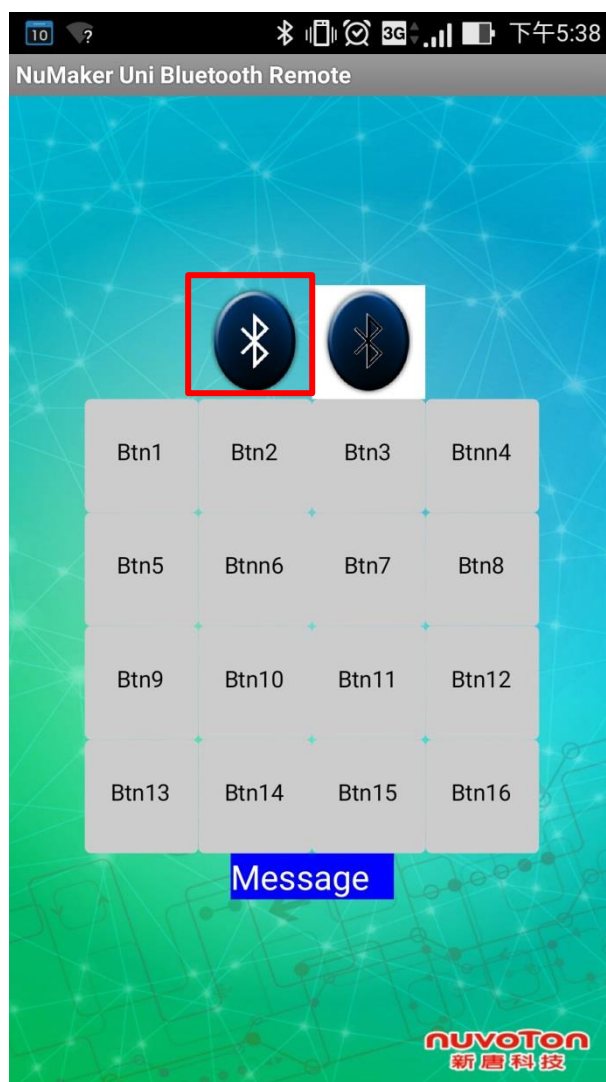 10 ? 3G 下午5:38
NuMaker Uni Bluetooth Remote
Btn1 Btn2 Btn3 Btnn4
Btn5 Btnn6 Btn7 Btn8
Btn9 Btn10 Btn11 Btn12
Btn13 Btn14 Btn15 Btn16
Message
nuvoTon
新唐科技